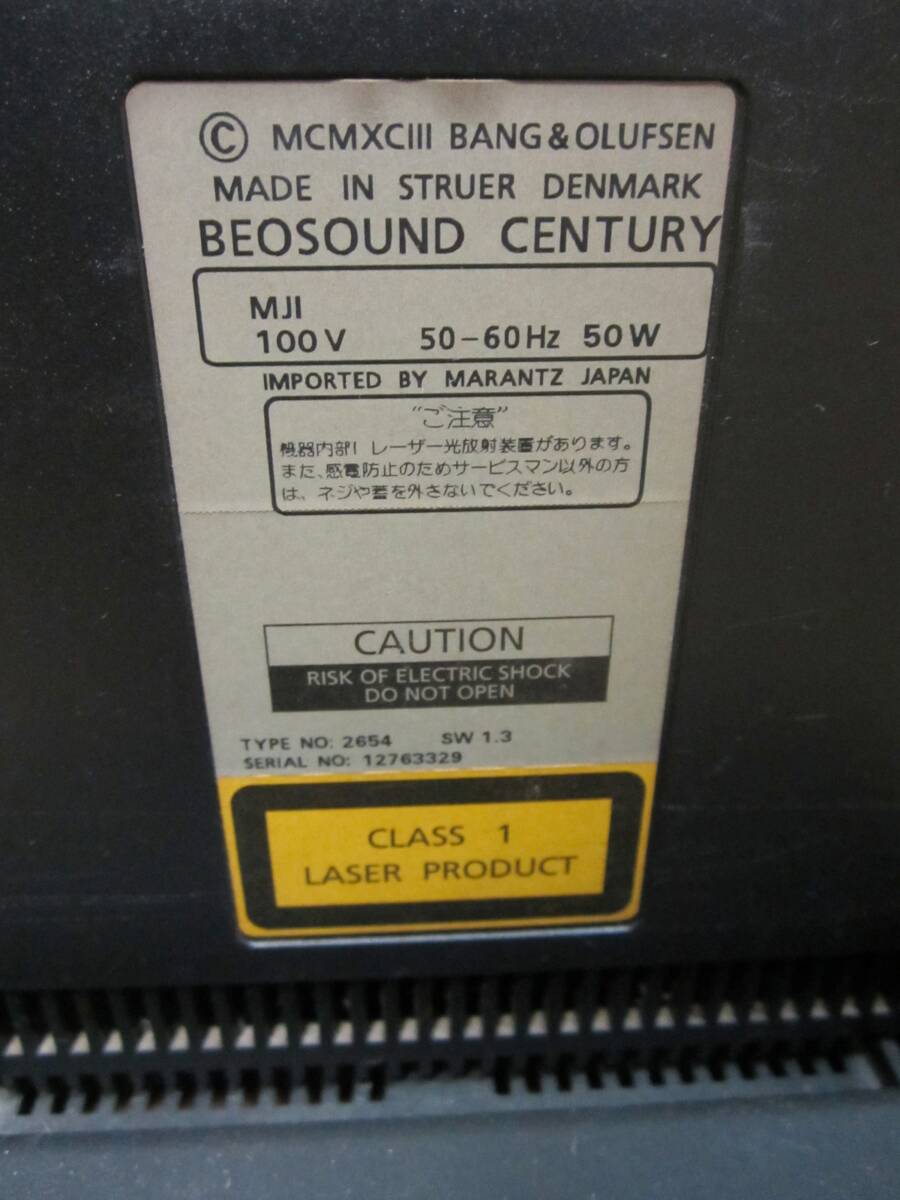 © MCMXCIII BANG & OLUFSEN
MADE IN STRUER DENMARK
BEOSOUND CENTURY
MJI
100V 50-60Hz 50W
IMPORTED BY MARANTZ JAPAN
"ご注意"
機器内部I レーザー光放射装置があります。
また、感電防止のためサービスマン以外の方
は、ネジや蓋を外さないでください。
CAUTION
RISK OF ELECTRIC SHOCK
DO NOT OPEN
TYPE NO: 2654 SW 1.3
SERIAL NO: 12763329
CLASS 1
LASER PRODUCT